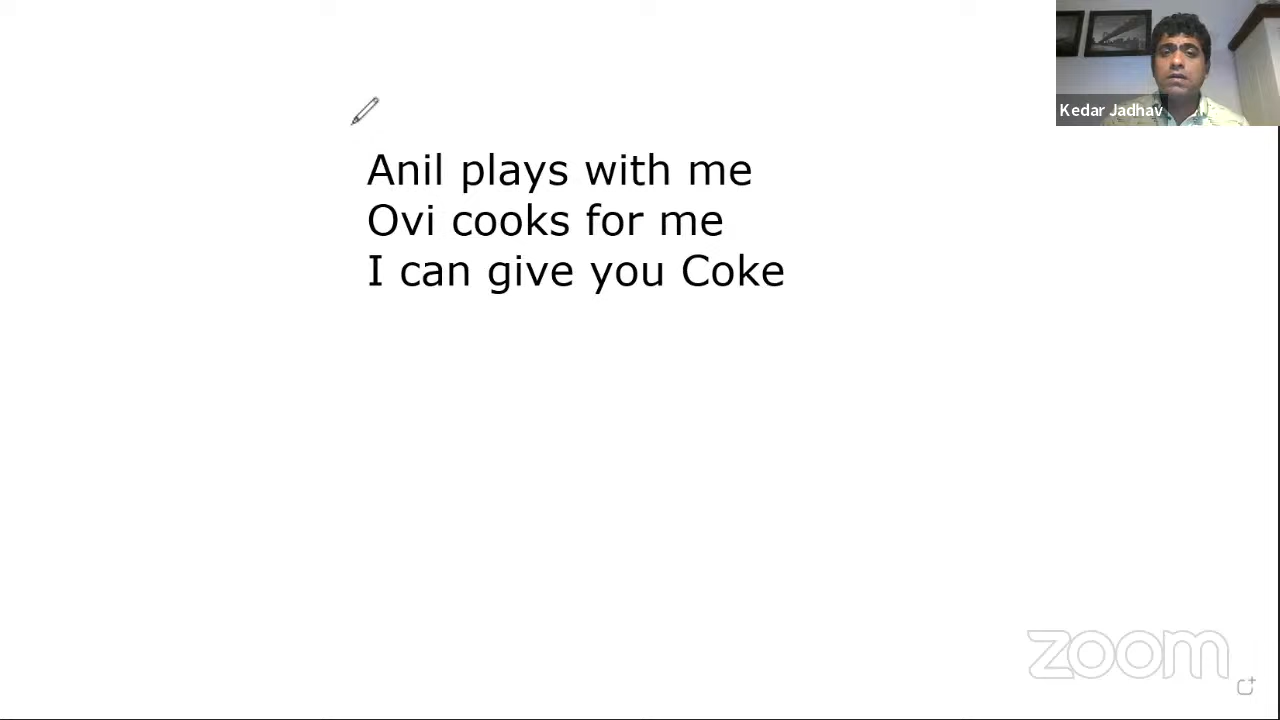 Kedar Jadhav
Anil plays with me
Ovi cooks for me
I can give you Coke
zoom